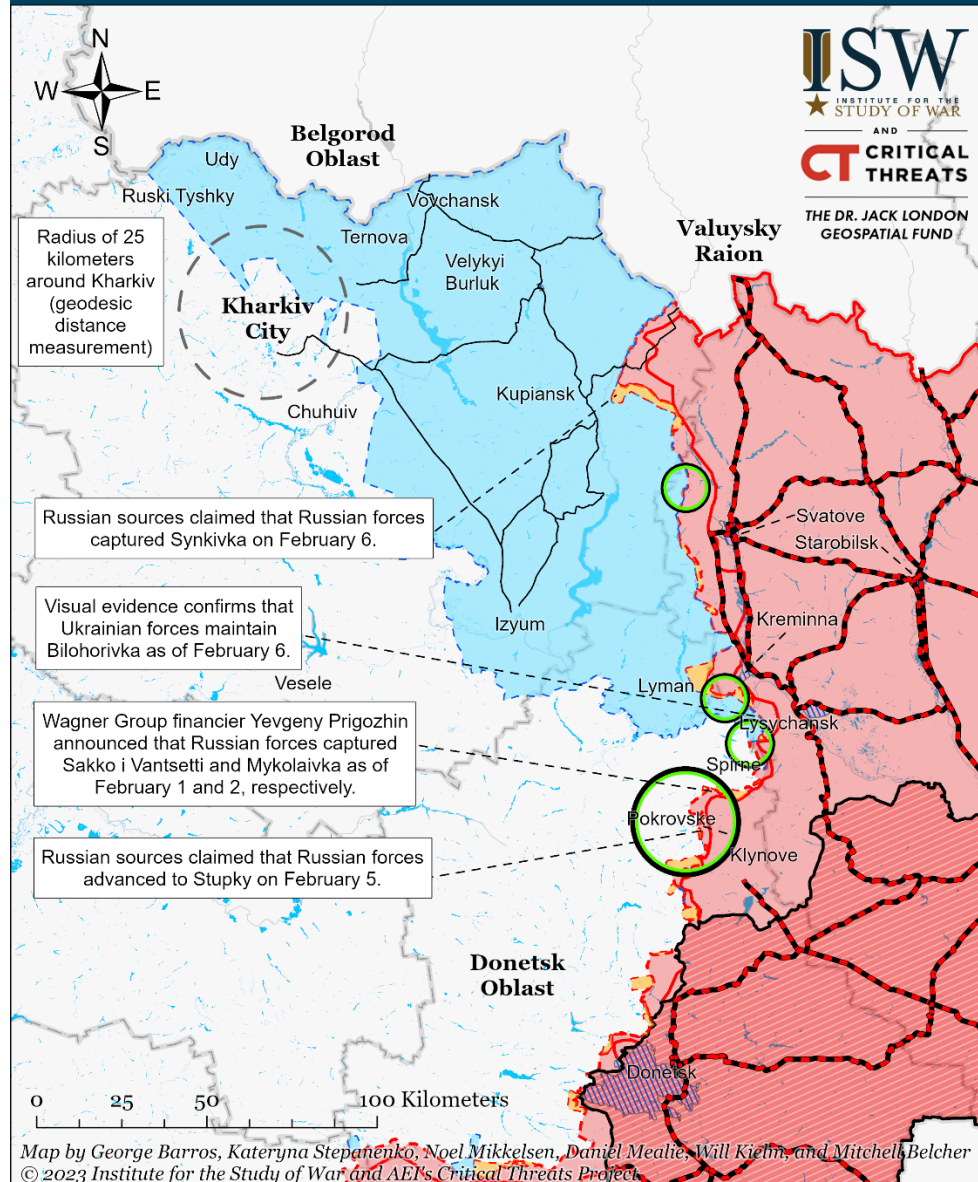 N
W
E
S
ISW
INSTITUTE FOR THE
STUDY OF WAR
AND
CT CRITICAL
THREATS
THE DR. JACK LONDON
GEOSPATIAL FUND
Belgorod
Oblast
Udy
Ruski Tyshky
Vovchansk
Ternova
Valuysky
Raion
Radius of 25
kilometers
around Kharkiv
(geodesic
distance
measurement)
Velykyi
Burluk
Kharkiv
City
Kupiansk
Chuhuiv
Russian sources claimed that Russian forces
captured Synkivka on February 6.
Svatove
Starobilsk
Visual evidence confirms that
Ukrainian forces maintain
Bilohorivka as of February 6.
Izyum
Kreminna
Vesele
Lyman
Lysychansk
Wagner Group financier Yevgeny Prigozhin
announced that Russian forces captured
Sakko i Vantsetti and Mykolaivka as of
February 1 and 2, respectively.
Spirne
Pokrovske
Klynove
Russian sources claimed that Russian forces
advanced to Stupky on February 5.
Donetsk
Oblast
Donetsk
0 25 50 100 Kilometers
Map by George Barros, Kateryna Stepanenko, Noel Mikkelsen, Daniel Mealie, Will Kielm, and Mitchell Belcher
© 2023 Institute for the Study of War and AEI's Critical Threats Project